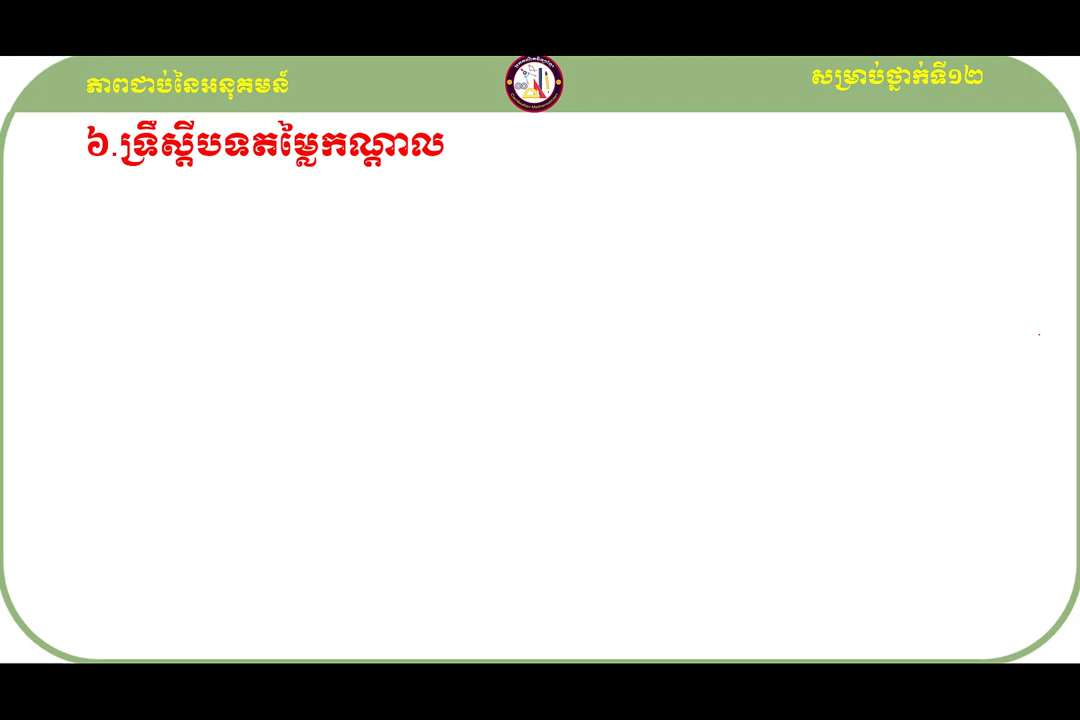 ភាពជាប់នៃអនុគមន៍
សម្រាប់ថ្នាក់ទី១២
៦.ទ្រឹស្តីបទតម្លៃកណ្តាល